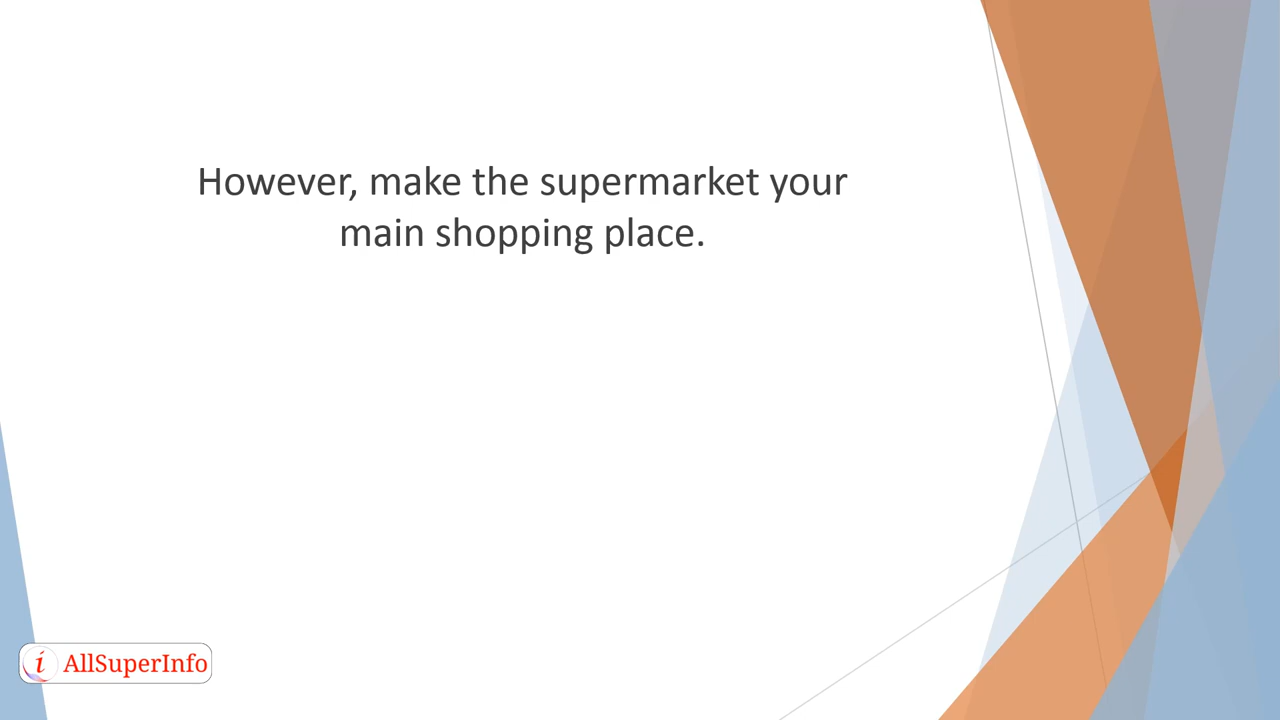 However, make the supermarket your
main shopping place.
i AllSuperInfo